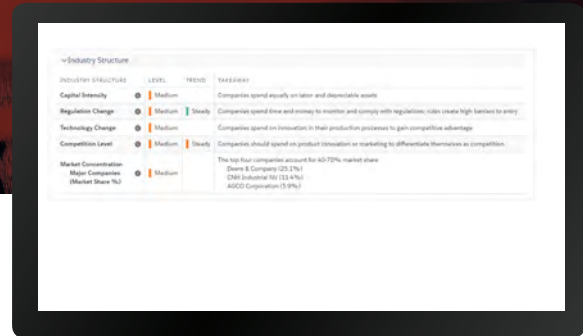 Industry Structure
INDUSTRY STRUCTURE LEVEL TREND TAKEAWAY
Capital Intensity Medium Companies spend equally on labor and depreciable assets
Regulation Change Medium Steady Companies spend time and money to monitor and comply with regulations; rules create high barriers to entry
Technology Change Medium Companies spend on innovation in their production processes to gain competitive advantage
Competition Level Medium Steady Companies should spend on product innovation or marketing to differentiate themselves as competition
Market Concentration
Major Companies
(Market Share %)
Medium
The top four companies account for 40-70% market share
Deere & Company (25.1%)
CNH Industrial NV (11.4%)
AGCO Corporation (5.9%)